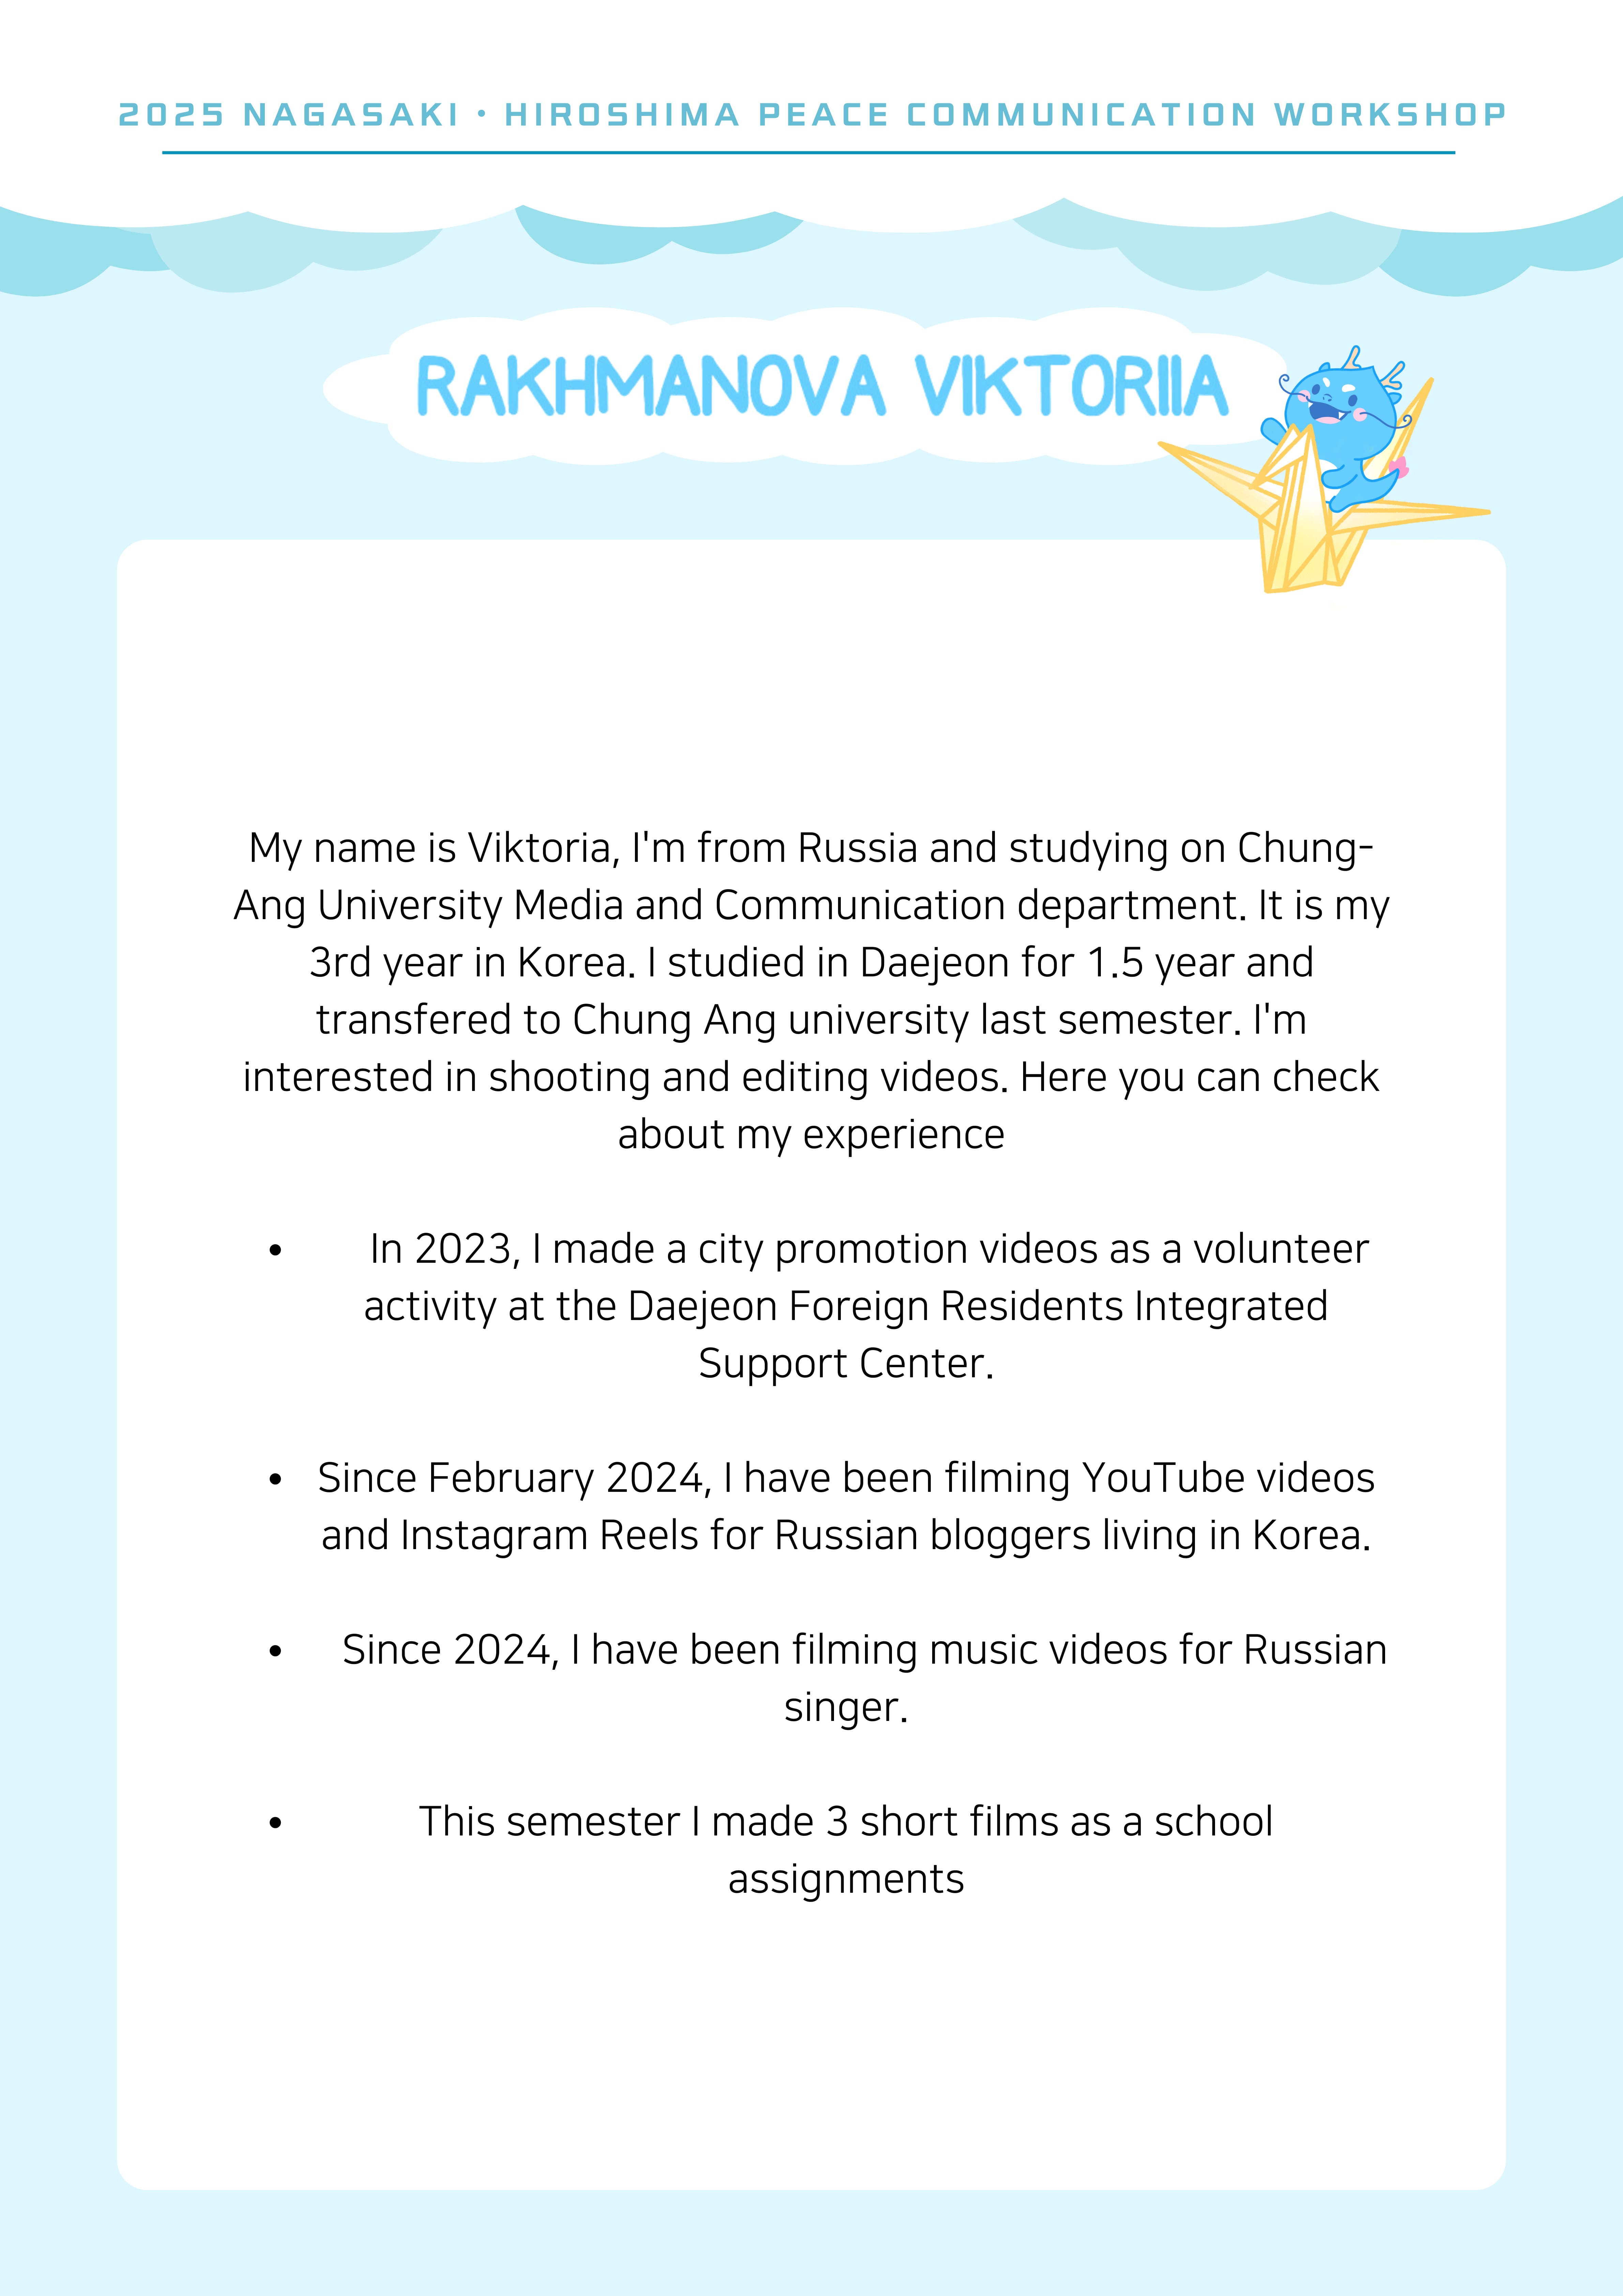 2025 NAGASAKI • HIROSHIMA PEACE COMMUNICATION WORKSHOP
RAKHMANOVA VIKTORIIA
My name is Viktoria, I'm from Russia and studying on Chung-
Ang University Media and Communication department. It is my
3rd year in Korea. I studied in Daejeon for 1.5 year and
transfered to Chung Ang university last semester. I'm
interested in shooting and editing videos. Here you can check
about my experience
• In 2023, I made a city promotion videos as a volunteer
activity at the Daejeon Foreign Residents Integrated
Support Center.
• Since February 2024, I have been filming YouTube videos
and Instagram Reels for Russian bloggers living in Korea.
• Since 2024, I have been filming music videos for Russian
singer.
• This semester I made 3 short films as a school
assignments